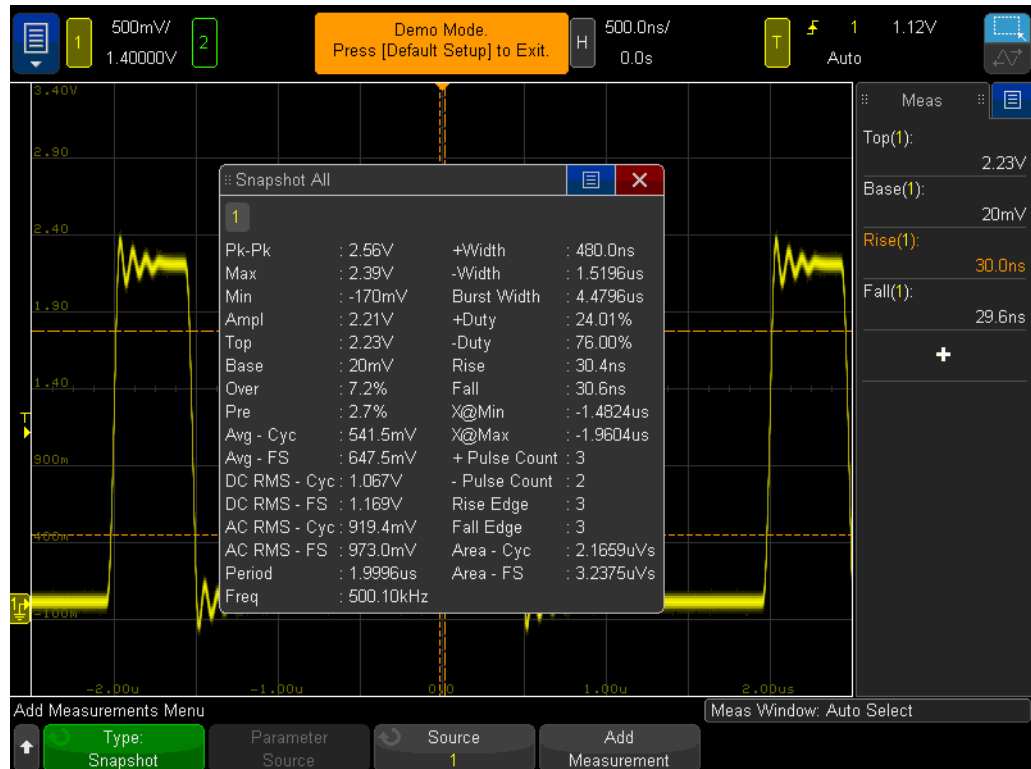 1 500mV/ 2 Demo Mode. H 500.0ns/ T 1 1.12V
1.40000V Press [Default Setup] to Exit. 0.0s Auto
3.40V
2.90
2.40
1.90
1.40
T
900m
400m
-100m
1
-2.00u -1.00u 0.0 1.00u 2.00us
Snapshot All
1
Pk-Pk : 2.56V +Width : 480.0ns
Max : 2.39V -Width : 1.5196us
Min : -170mV Burst Width : 4.4796us
Ampl : 2.21V +Duty : 24.01%
Top : 2.23V -Duty : 76.00%
Base : 20mV Rise : 30.4ns
Over : 7.2% Fall : 30.6ns
Pre : 2.7% X@Min : -1.4824us
Avg - Cyc : 541.5mV X@Max : -1.9604us
Avg - FS : 647.5mV + Pulse Count : 3
DC RMS - Cyc : 1.067V - Pulse Count : 2
DC RMS - FS : 1.169V Rise Edge : 3
AC RMS - Cyc : 919.4mV Fall Edge : 3
AC RMS - FS : 973.0mV Area - Cyc : 2.1659uVs
Period : 1.9996us Area - FS : 3.2375uVs
Freq : 500.10kHz
Meas
Top(1):
2.23V
Base(1):
20mV
Rise(1):
30.0ns
Fall(1):
29.6ns
+
Add Measurements Menu
Meas Window: Auto Select
Type: Parameter Source Add
Snapshot Source 1 Measurement